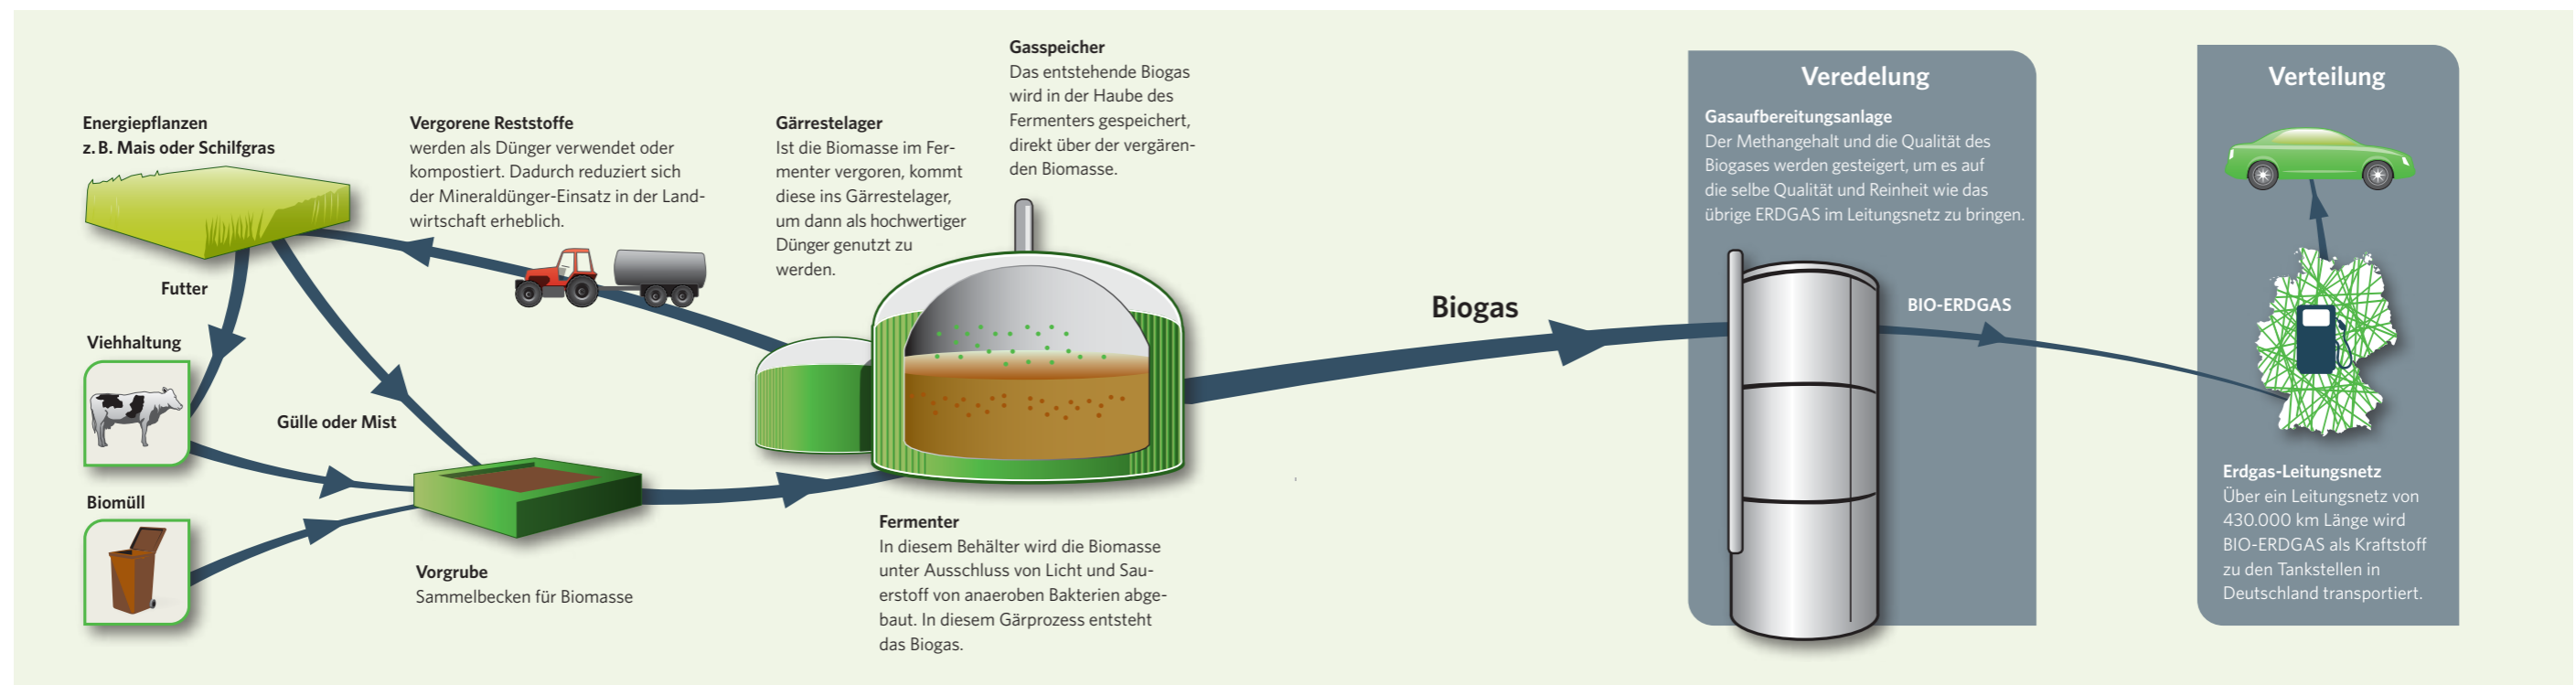 Energiepflanzen
z. B. Mais oder Schilfgras
Futter
Viehhaltung
Gülle oder Mist
Biomüll
Vorgrube
Sammelbecken für Biomasse
Vergorene Reststoffe
werden als Dünger verwendet oder
kompostiert. Dadurch reduziert sich
der Mineraldünger-Einsatz in der Land-
wirtschaft erheblich.
Gärrestelager
Ist die Biomasse im Fer-
menter vergoren, kommt
diese ins Gärrestelager,
um dann als hochwertiger
Dünger genutzt zu
werden.
Gasspeicher
Das entstehende Biogas
wird in der Haube des
Fermenters gespeichert,
direkt über der vergären-
den Biomasse.
Fermenter
In diesem Behälter wird die Biomasse
unter Ausschluss von Licht und Sau-
erstoff von anaeroben Bakterien abge-
baut. In diesem Gärprozess entsteht
das Biogas.
Biogas
Veredelung
Gasaufbereitungsanlage
Der Methangehalt und die Qualität des
Biogases werden gesteigert, um es auf
die selbe Qualität und Reinheit wie das
übrige ERDGAS im Leitungsnetz zu bringen.
BIO-ERDGAS
Verteilung
Erdgas-Leitungsnetz
Über ein Leitungsnetz von
430.000 km Länge wird
BIO-ERDGAS als Kraftstoff
zu den Tankstellen in
Deutschland transportiert.